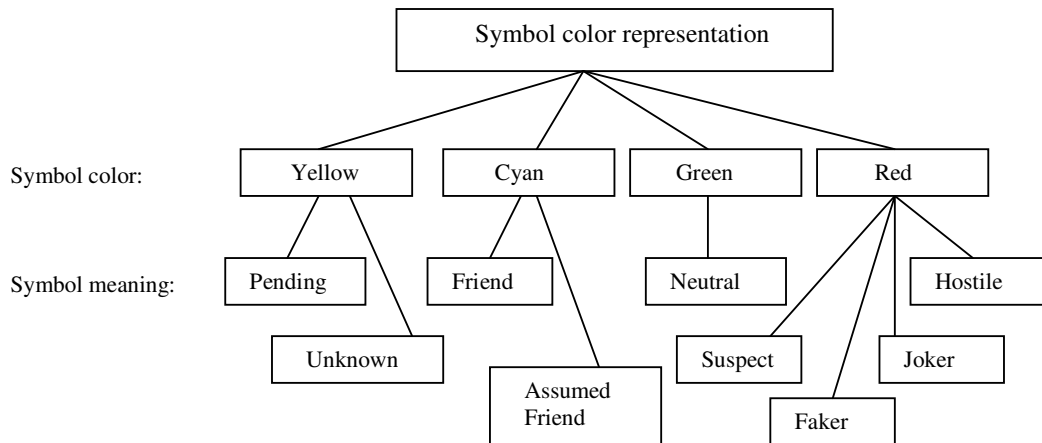 Symbol color representation
Symbol color:
Yellow
Cyan
Green
Red
Symbol meaning:
Pending
Friend
Neutral
Hostile
Unknown
Suspect
Joker
Assumed
Friend
Faker